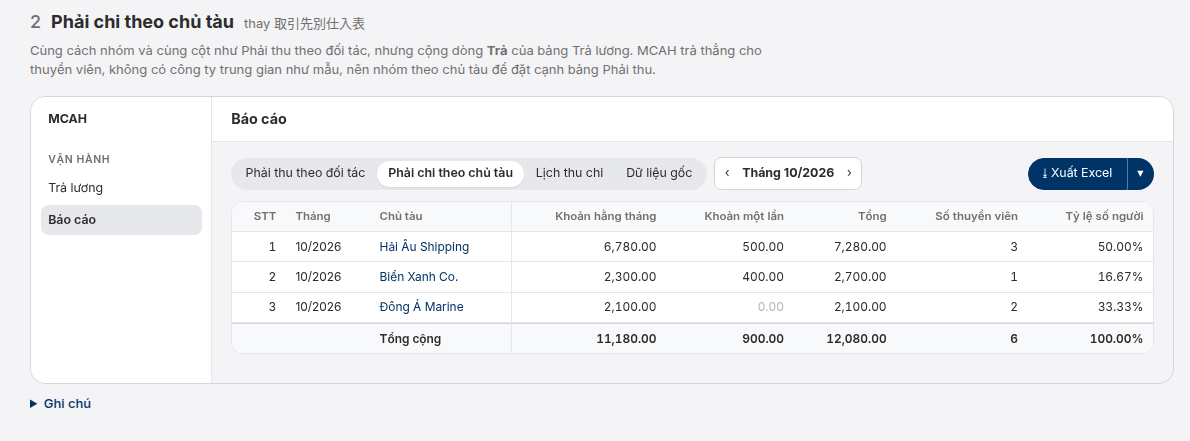 2 Phải chi theo chủ tàu thay 取引先別仕入表
Cùng cách nhóm và cùng cột như Phải thu theo đối tác, nhưng cộng dòng Trả của bảng Trả lương. MCAH trả thẳng cho
thuyền viên, không có công ty trung gian như mẫu, nên nhóm theo chủ tàu để đặt cạnh bảng Phải thu.
MCAH
VẬN HÀNH
Trả lương
Báo cáo
Báo cáo
Phải thu theo đối tác Phải chi theo chủ tàu Lịch thu chi Dữ liệu gốc ‹ Tháng 10/2026 › ⤓ Xuất Excel ▾
STT Tháng Chủ tàu Khoản hằng tháng Khoản một lần Tổng Số thuyền viên Tỷ lệ số người
1 10/2026 Hải Âu Shipping 6,780.00 500.00 7,280.00 3 50.00%
2 10/2026 Biển Xanh Co. 2,300.00 400.00 2,700.00 1 16.67%
3 10/2026 Đông Á Marine 2,100.00 0.00 2,100.00 2 33.33%
Tổng cộng 11,180.00 900.00 12,080.00 6 100.00%
▶ Ghi chú